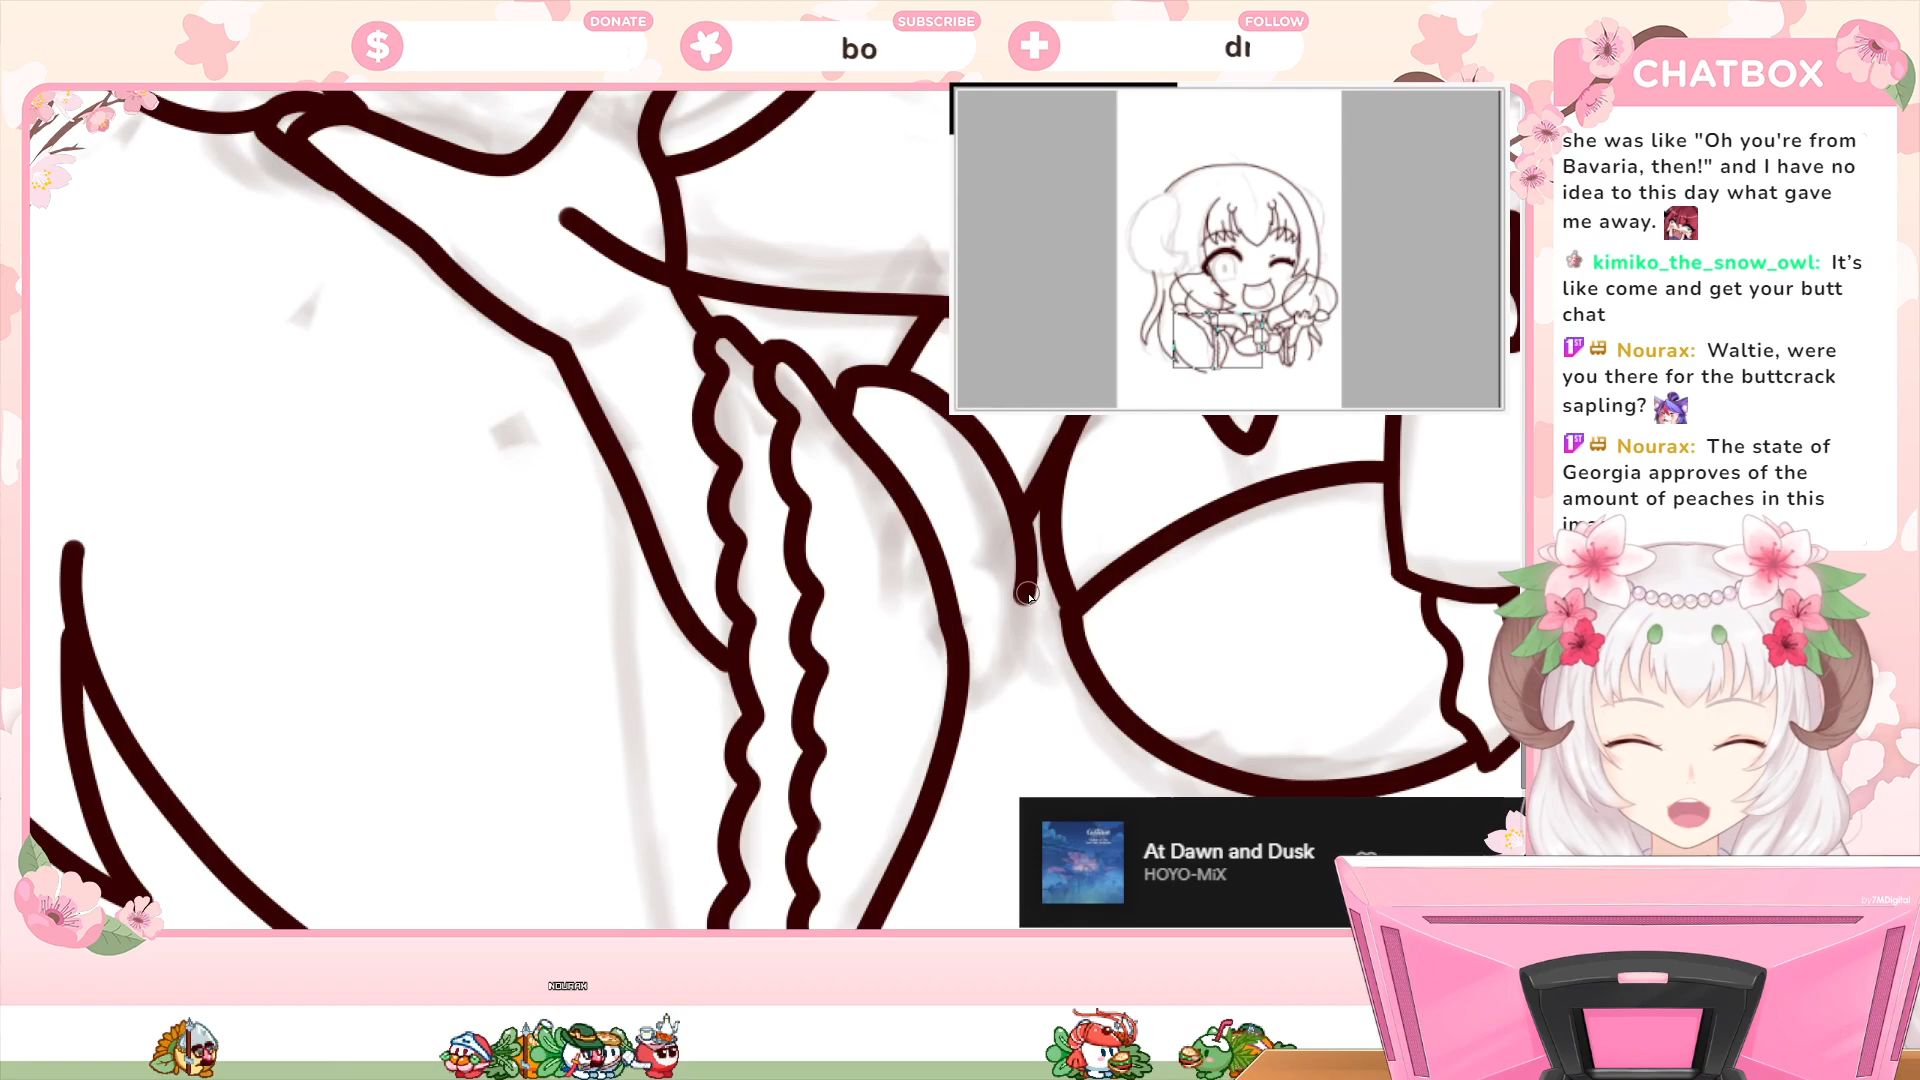 DONATE
SUBSCRIBE
FOLLOW
bo
CHATBOX
she was like "Oh you're from
Bavaria, then!" and I have no
idea to this day what gave
me away.
kimiko_the_snow_owl: It's
like come and get your butt
chat
Nourax: Waltie, were
you there for the buttcrack
sapling?
Nourax: The state of
Georgia approves of the
amount of peaches in this
At Dawn and Dusk
HOYO-MiX
by7MDigital
NOURAX